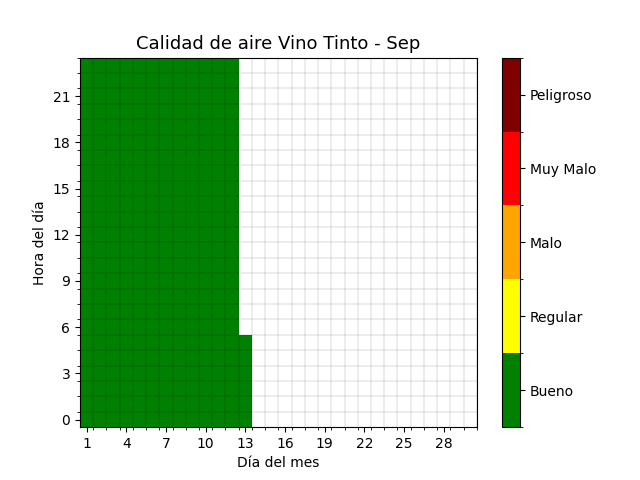 Calidad de aire Vino Tinto - Sep
Hora del día
21
18
15
12
9
6
3
0
1 4 7 10 13 16 19 22 25 28
Día del mes
Peligroso
Muy Malo
Malo
Regular
Bueno